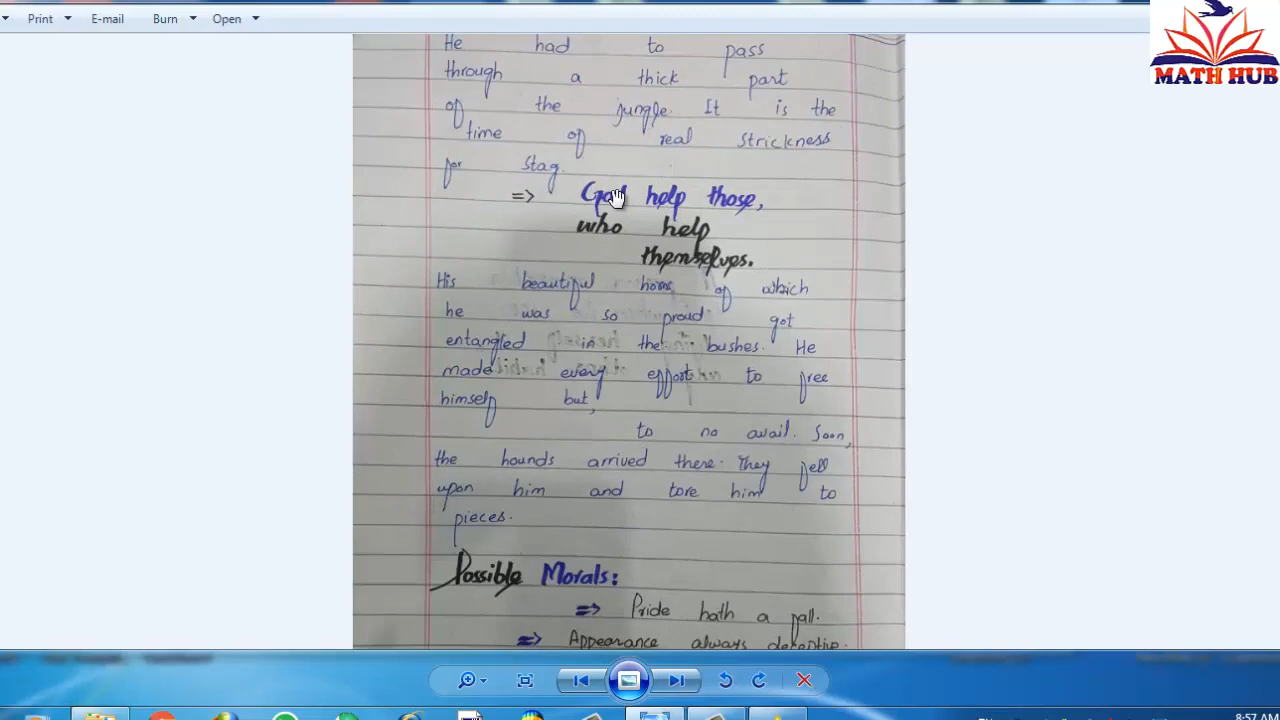 Print E-mail Burn Open
MATH HUB
He had to pass
through a thick part
of the jungle. It is the
time of real strickness
for stag.
=> God help those,
who help
themselves.
His beautiful horns of which
he was so proud got
entangled in the bushes. He
made every effort to free
himself but,
to no avail. Soon,
the hounds arrived there. They fell
upon him and tore him to
pieces.
Possible Morals:
=> Pride hath a fall.
=> Appearance always deceptive.
8:57 AM